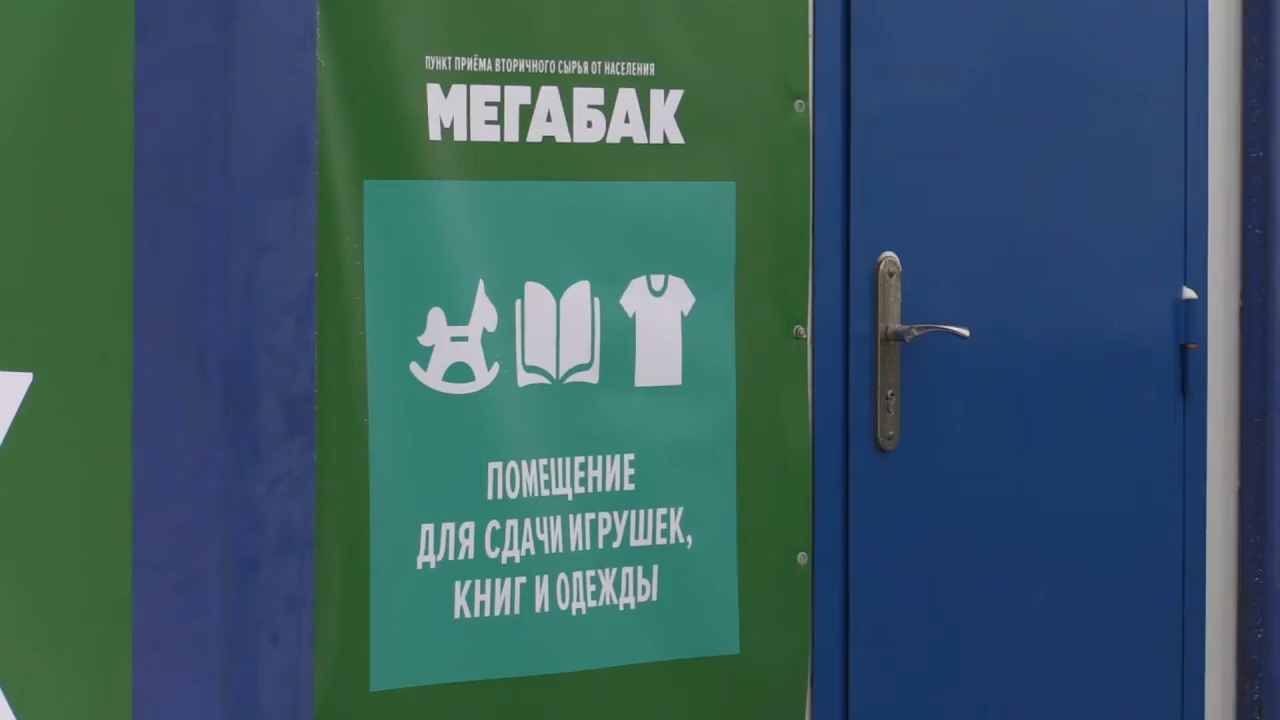 ПУНКТ ПРИЁМА ВТОРИЧНОГО СЫРЬЯ ОТ НАСЕЛЕНИЯ
МЕГАБАК
ПОМЕЩЕНИЕ
ДЛЯ СДАЧИ ИГРУШЕК,
КНИГ И ОДЕЖДЫ